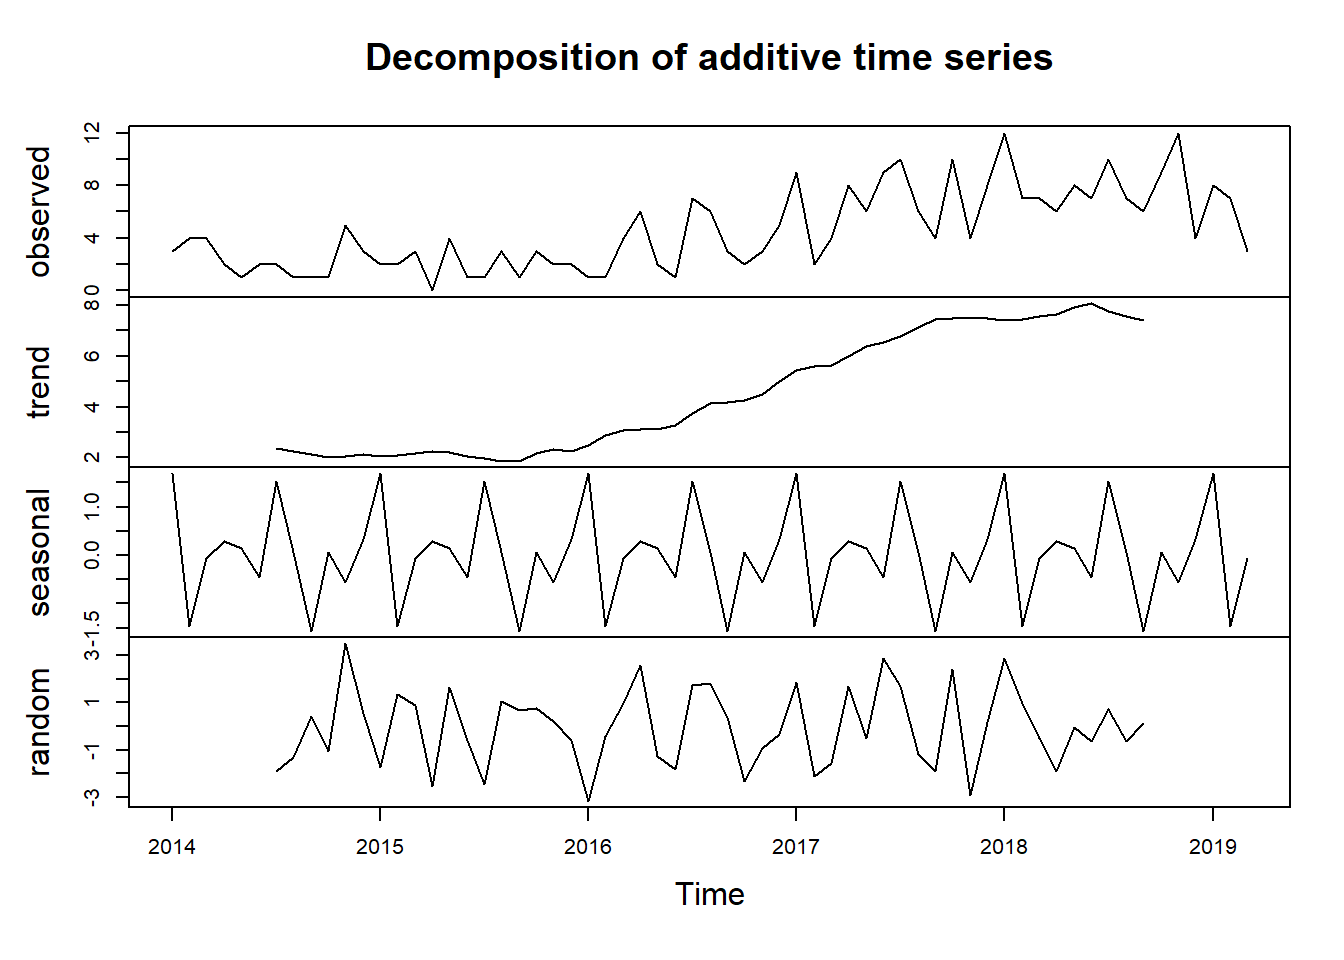 Decomposition of additive time series
observed
0 4 8 12
trend
2 4 6 8
seasonal
-1.5 0.0 1.0
random
-3 -1 1 3
2014 2015 2016 2017 2018 2019
Time